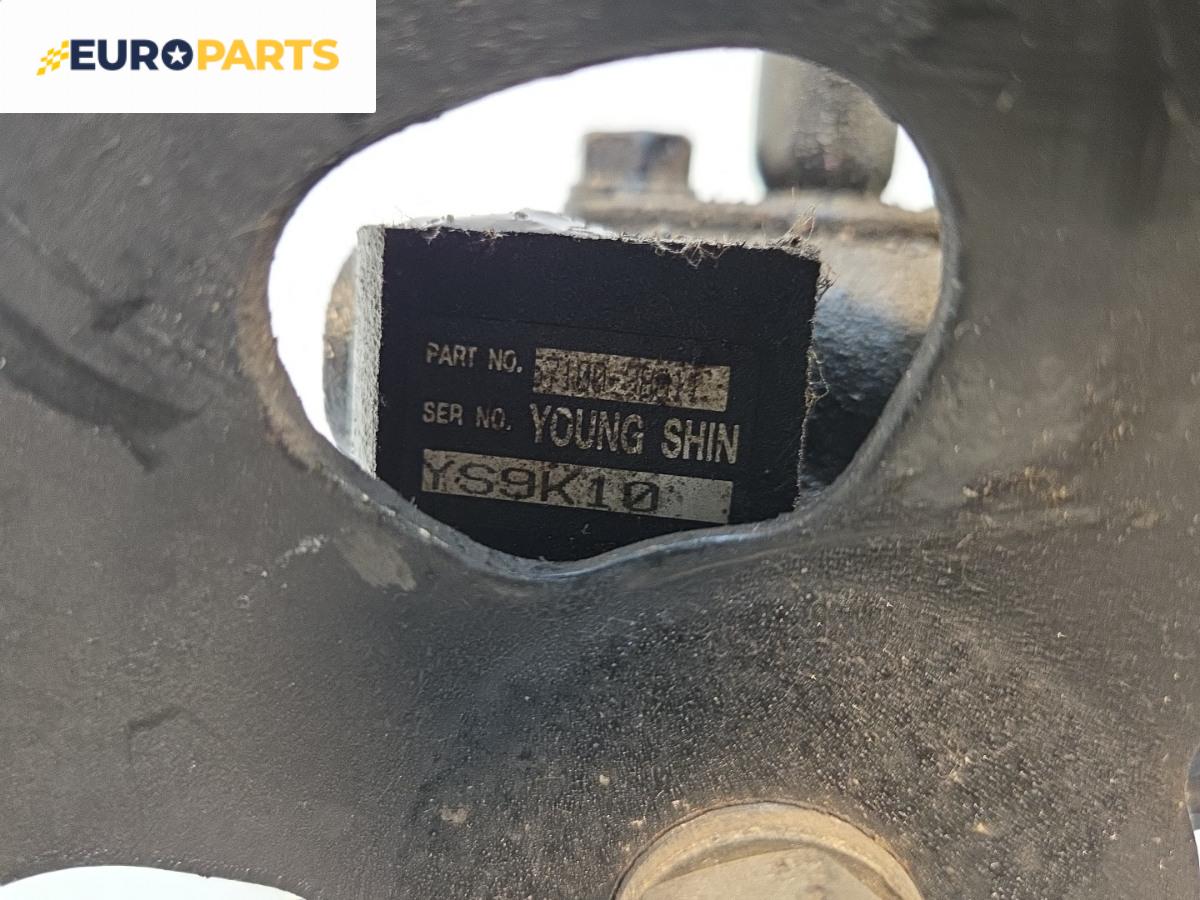 EUROPARTS
PART NO.
SER NO. YOUNG SHIN
YS9K10